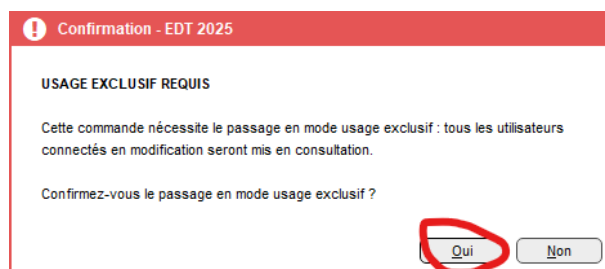 Confirmation - EDT 2025
USAGE EXCLUSIF REQUIS
Cette commande nécessite le passage en mode usage exclusif : tous les utilisateurs
connectés en modification seront mis en consultation.
Confirmez-vous le passage en mode usage exclusif ?
Oui Non